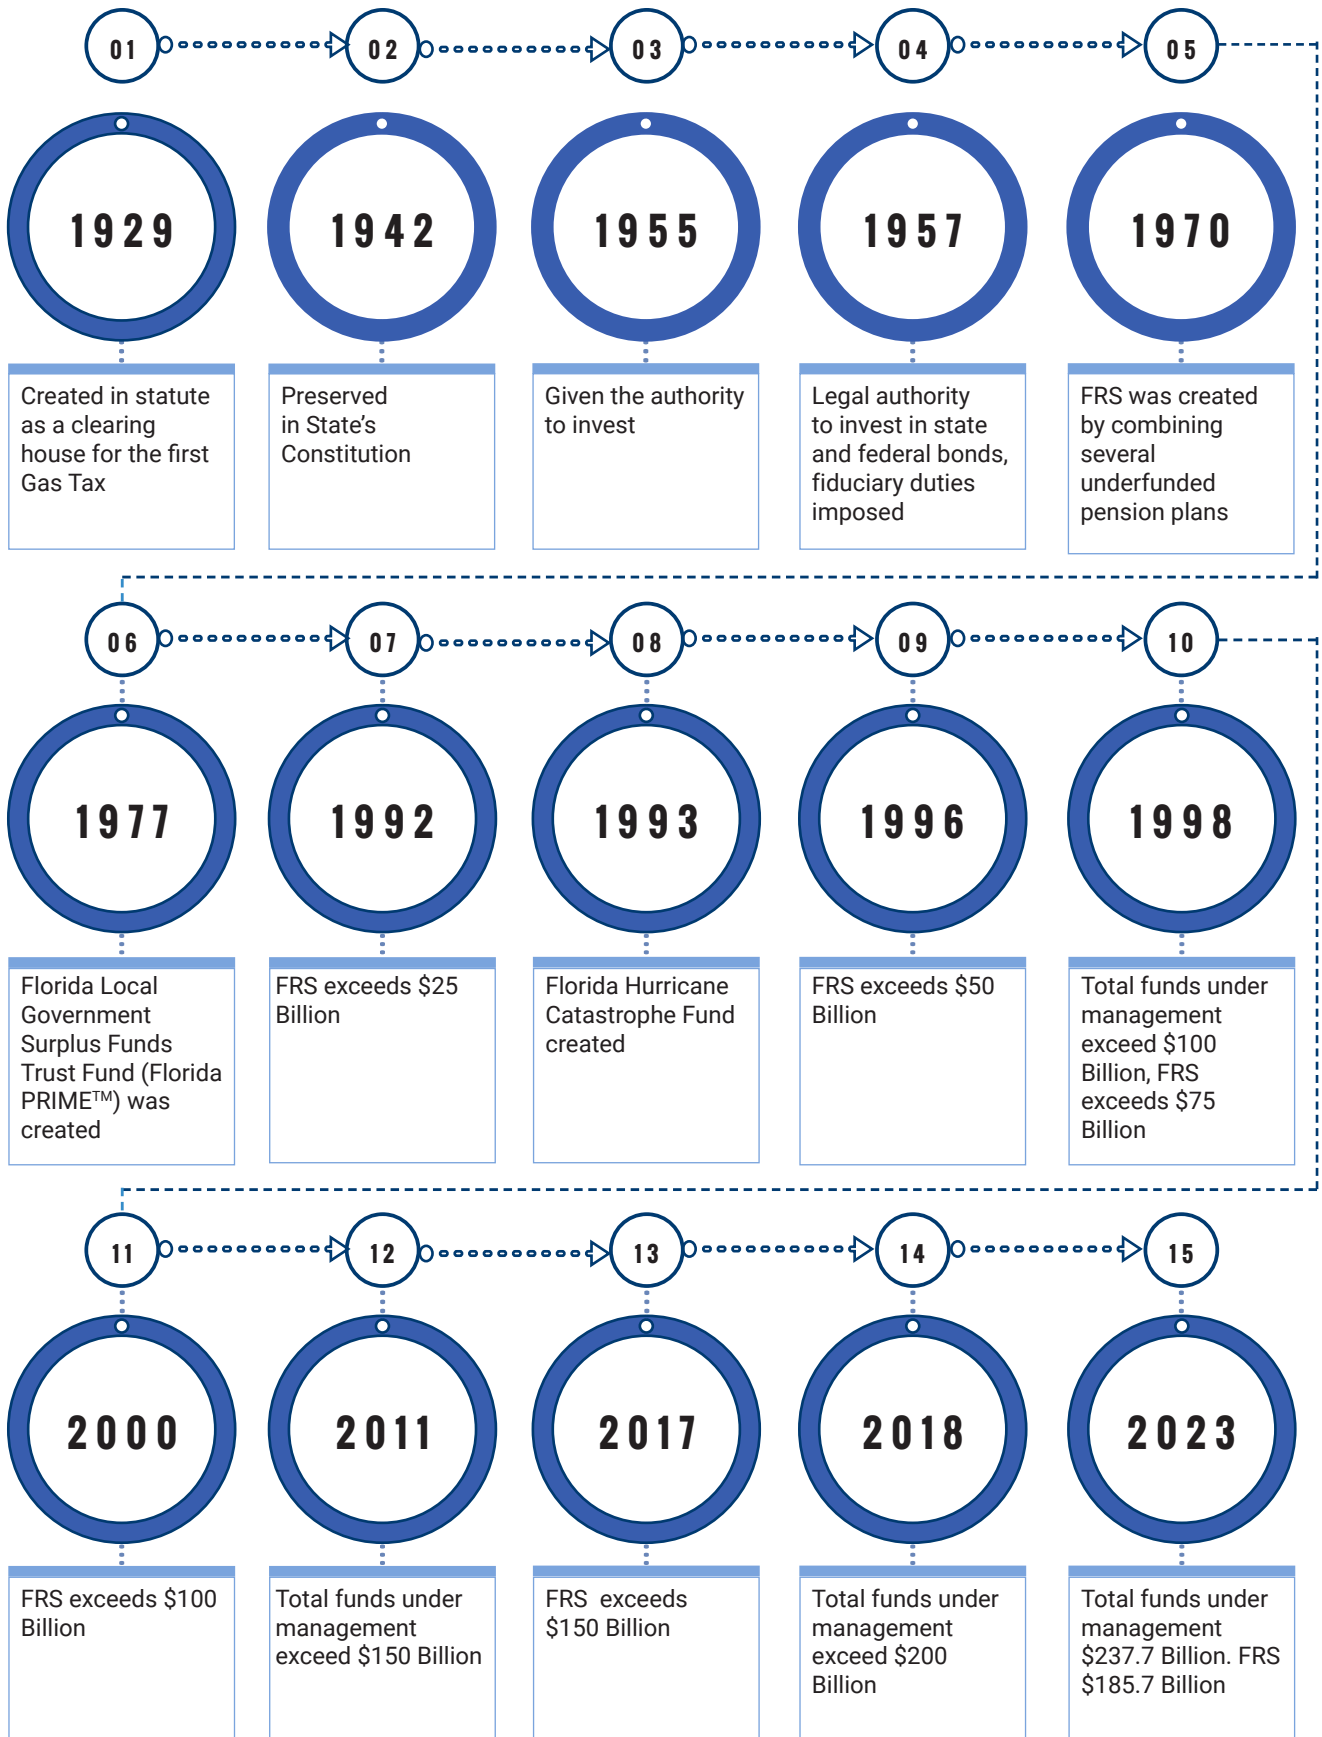 01
02
03
04
05
1929
1942
1955
1957
1970
Created in statute
as a clearing
house for the first
Gas Tax
Preserved
in State's
Constitution
Given the authority
to invest
Legal authority
to invest in state
and federal bonds,
fiduciary duties
imposed
FRS was created
by combining
several
underfunded
pension plans
06
07
08
09
10
1977
1992
1993
1996
1998
Florida Local
Government
Surplus Funds
Trust Fund (Florida
PRIME™) was
created
FRS exceeds $25
Billion
Florida Hurricane
Catastrophe Fund
created
FRS exceeds $50
Billion
Total funds under
management
exceed $100
Billion, FRS
exceeds $75
Billion
11
12
13
14
15
2000
2011
2017
2018
2023
FRS exceeds $100
Billion
Total funds under
management
exceed $150 Billion
FRS  exceeds
$150 Billion
Total funds under
management
exceed $200
Billion
Total funds under
management
$237.7 Billion. FRS
$185.7 Billion